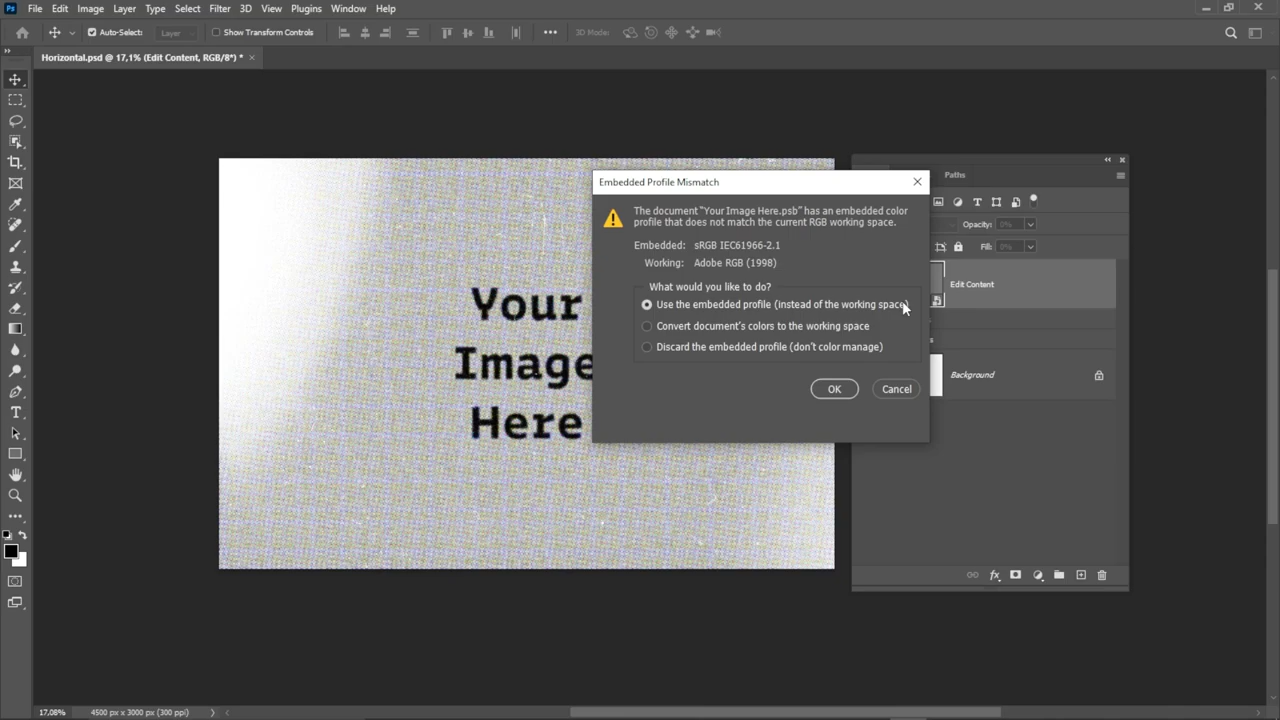 Ps File Edit Image Layer Type Select Filter 3D View Plugins Window Help
Auto-Select: Layer Show Transform Controls 3D Mode:
Horizontal.psd @ 17,1% (Edit Content, RGB/8*) *
Your
Image
Here
Embedded Profile Mismatch
The document "Your Image Here.psb" has an embedded color
profile that does not match the current RGB working space.
Embedded: sRGB IEC61966-2.1
Working: Adobe RGB (1998)
What would you like to do?
Use the embedded profile (instead of the working space)
Convert document's colors to the working space
Discard the embedded profile (don't color manage)
OK Cancel
Paths
Opacity: 0%
Fill: 0%
Edit Content
Background
fx
17,08% 4500 px x 3000 px (300 ppi)